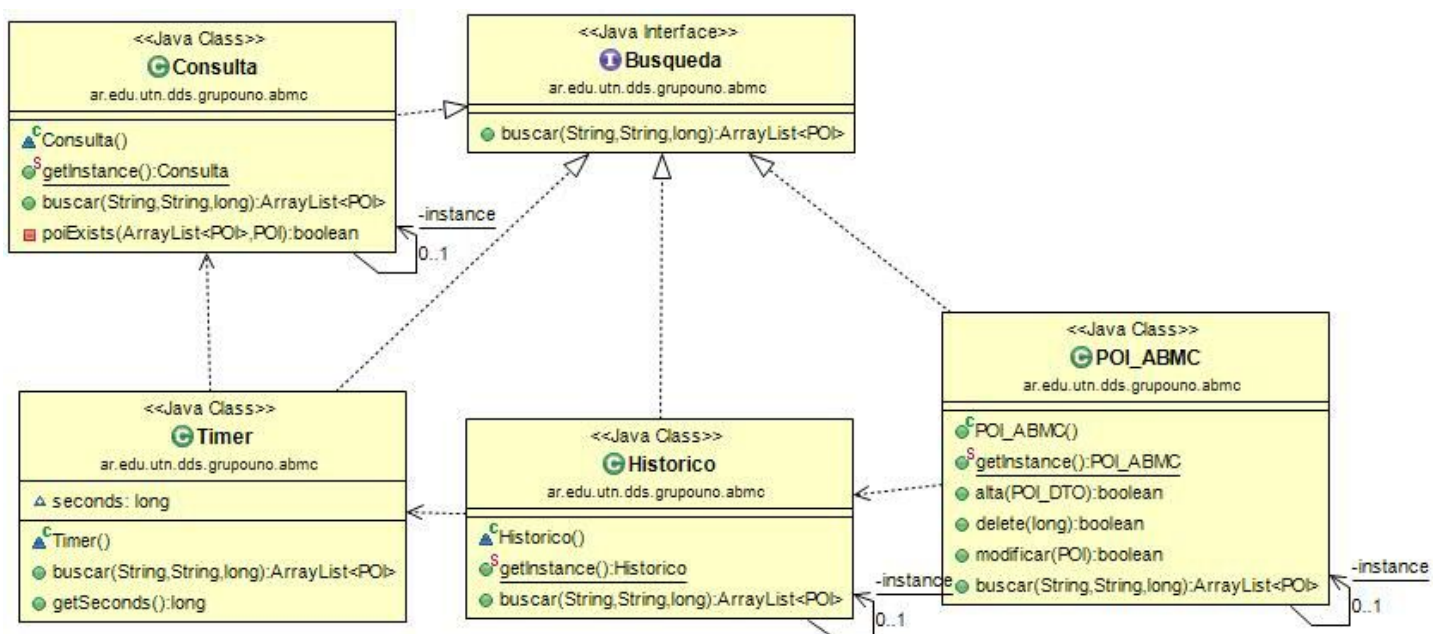 <<Java Class>>
C Consulta
ar.edu.utn.dds.grupouno.abmc
C Consulta()
S getInstance():Consulta
buscar(String,String,long):ArrayList<POI>
poiExists(ArrayList<POI>,POI):boolean
-instance
0..1
<<Java Interface>>
I Busqueda
ar.edu.utn.dds.grupouno.abmc
buscar(String,String,long):ArrayList<POI>
<<Java Class>>
C Timer
ar.edu.utn.dds.grupouno.abmc
seconds: long
C Timer()
buscar(String,String,long):ArrayList<POI>
getSeconds():long
<<Java Class>>
C Historico
ar.edu.utn.dds.grupouno.abmc
C Historico()
S getInstance():Historico
buscar(String,String,long):ArrayList<POI>
-instance
0..1
<<Java Class>>
C POI_ABMC
ar.edu.utn.dds.grupouno.abmc
C POI_ABMC()
S getInstance():POI_ABMC
alta(POI_DTO):boolean
delete(long):boolean
modificar(POI):boolean
buscar(String,String,long):ArrayList<POI>
-instance
0..1